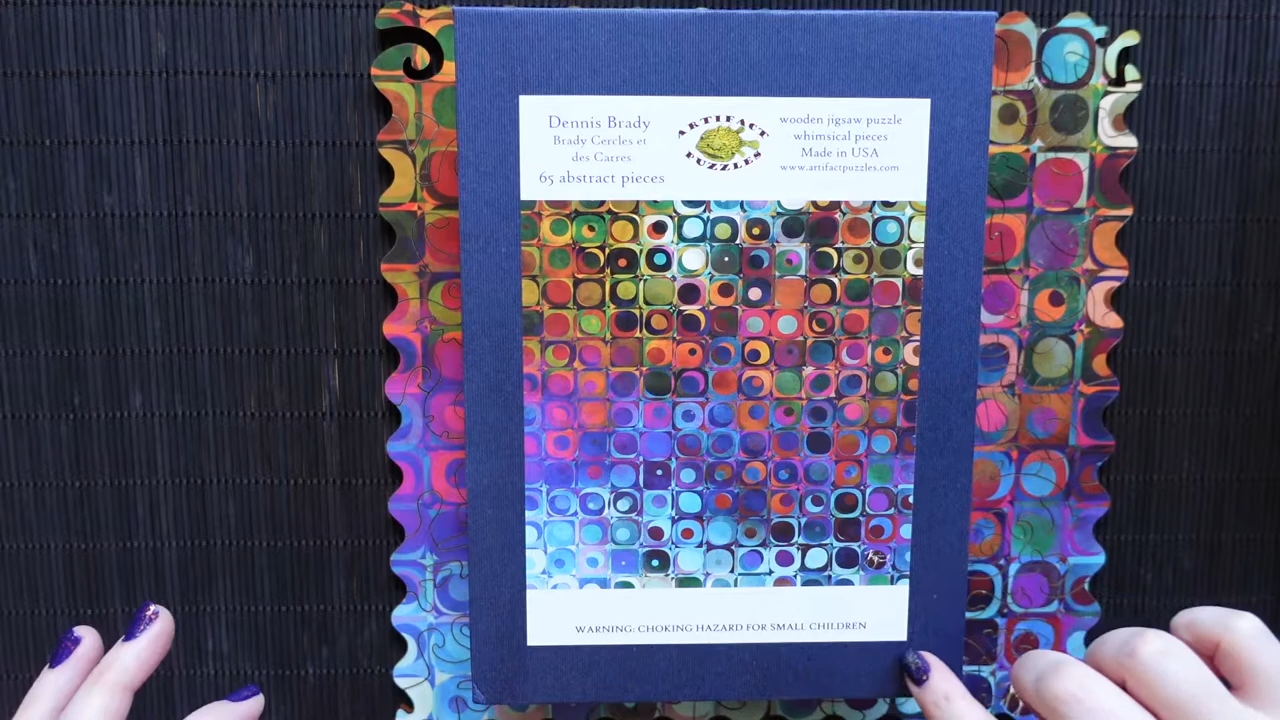 Dennis Brady
Brady Cercles et
des Carres
65 abstract pieces
ARTIFACT
PUZZLES
wooden jigsaw puzzle
whimsical pieces
Made in USA
www.artifactpuzzles.com
WARNING: CHOKING HAZARD FOR SMALL CHILDREN